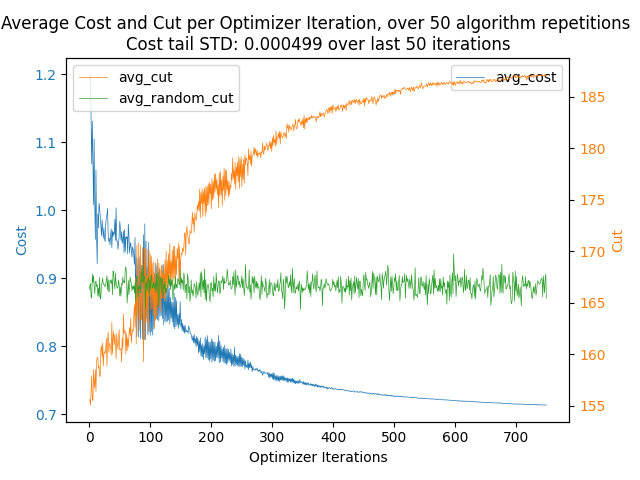 Average Cost and Cut per Optimizer Iteration, over 50 algorithm repetitions
Cost tail STD: 0.000499 over last 50 iterations
avg_cut
avg_random_cut
avg_cost
1.2
1.1
1.0
0.9
0.8
0.7
Cost
185
180
175
170
165
160
155
Cut
0 100 200 300 400 500 600 700
Optimizer Iterations